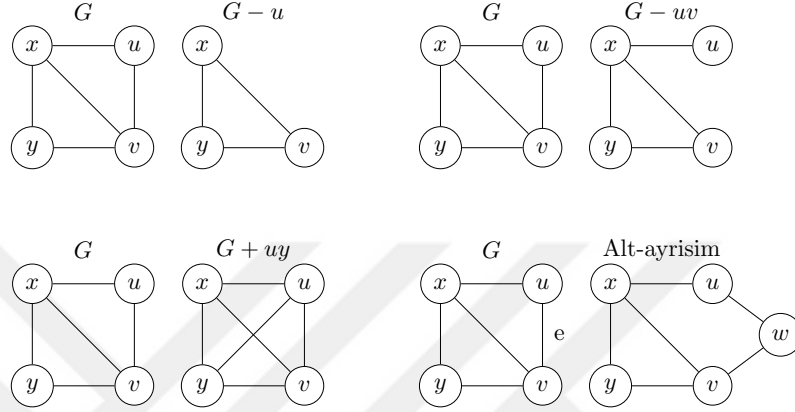 G G − u G G − uv
x u x x u x u
y v y v y v y v
G G + uy G Alt-ayrisim
x u x u x u x u
e w
y v y v y v y v